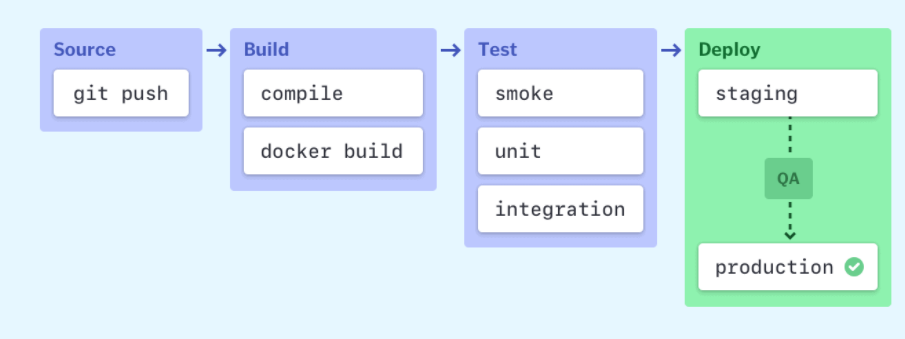 Source
git push
Build
compile
docker build
Test
smoke
unit
integration
Deploy
staging
QA
production